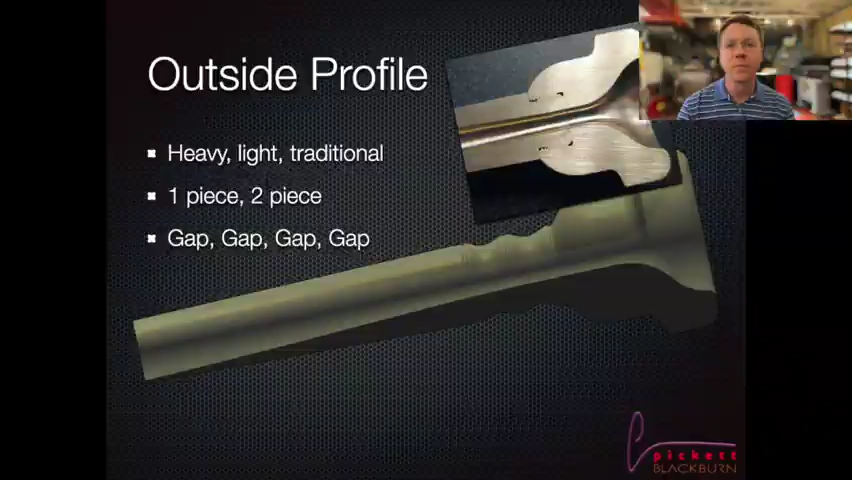 Outside Profile
Heavy, light, traditional
1 piece, 2 piece
Gap, Gap, Gap, Gap
pickett
BLACKBURN